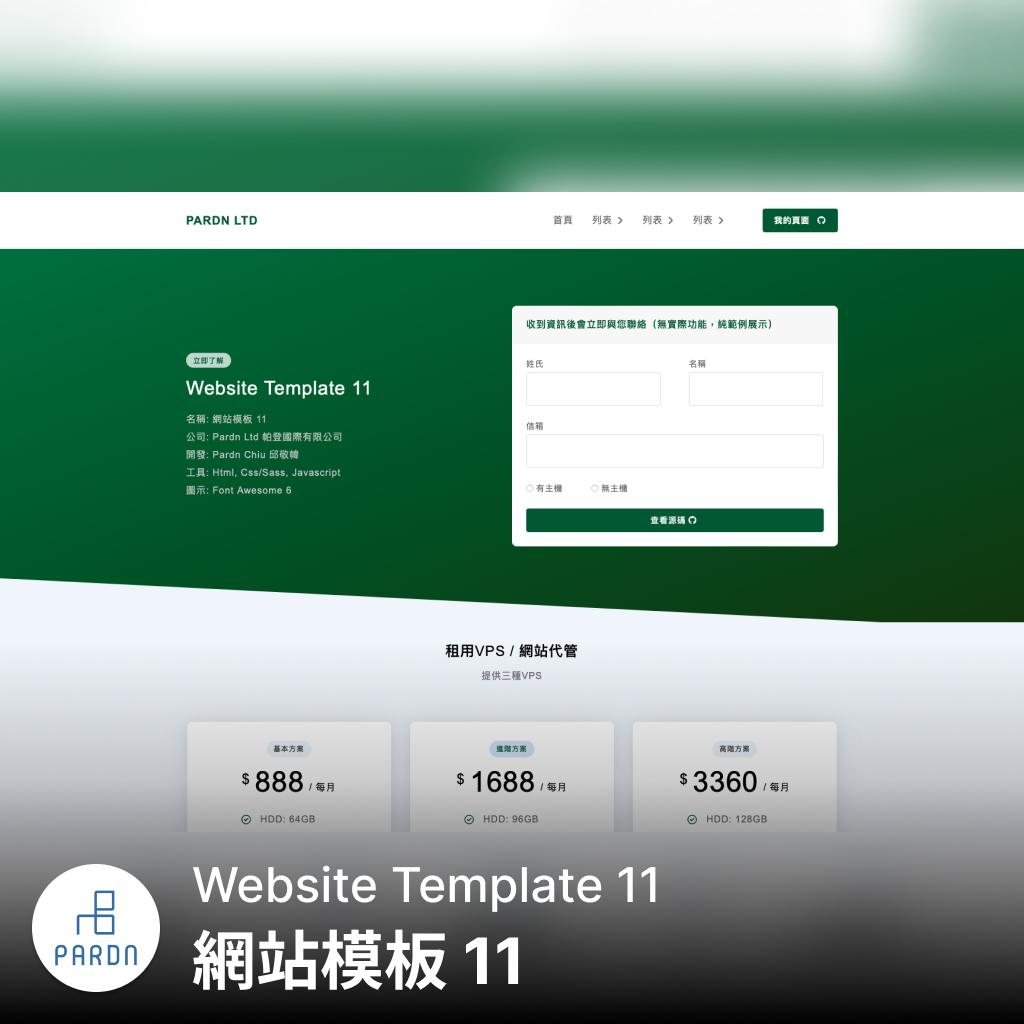 PARDN LTD
首頁 列表 列表 列表 我的頁面
立即了解
Website Template 11
名稱: 網站模板 11
公司: Pardn Ltd 帕登國際有限公司
開發: Pardn Chiu 邱敬幃
工具: Html, Css/Sass, Javascript
圖示: Font Awesome 6
收到資訊後會立即與您聯絡（無實際功能，純範例展示）
姓氏 名稱
信箱
有主機 無主機
查看源碼
租用VPS / 網站代管
提供三種VPS
基本方案
$ 888 / 每月
HDD: 64GB
進階方案
$ 1688 / 每月
HDD: 96GB
高階方案
$ 3360 / 每月
HDD: 128GB
PARDN
Website Template 11
網站模板 11